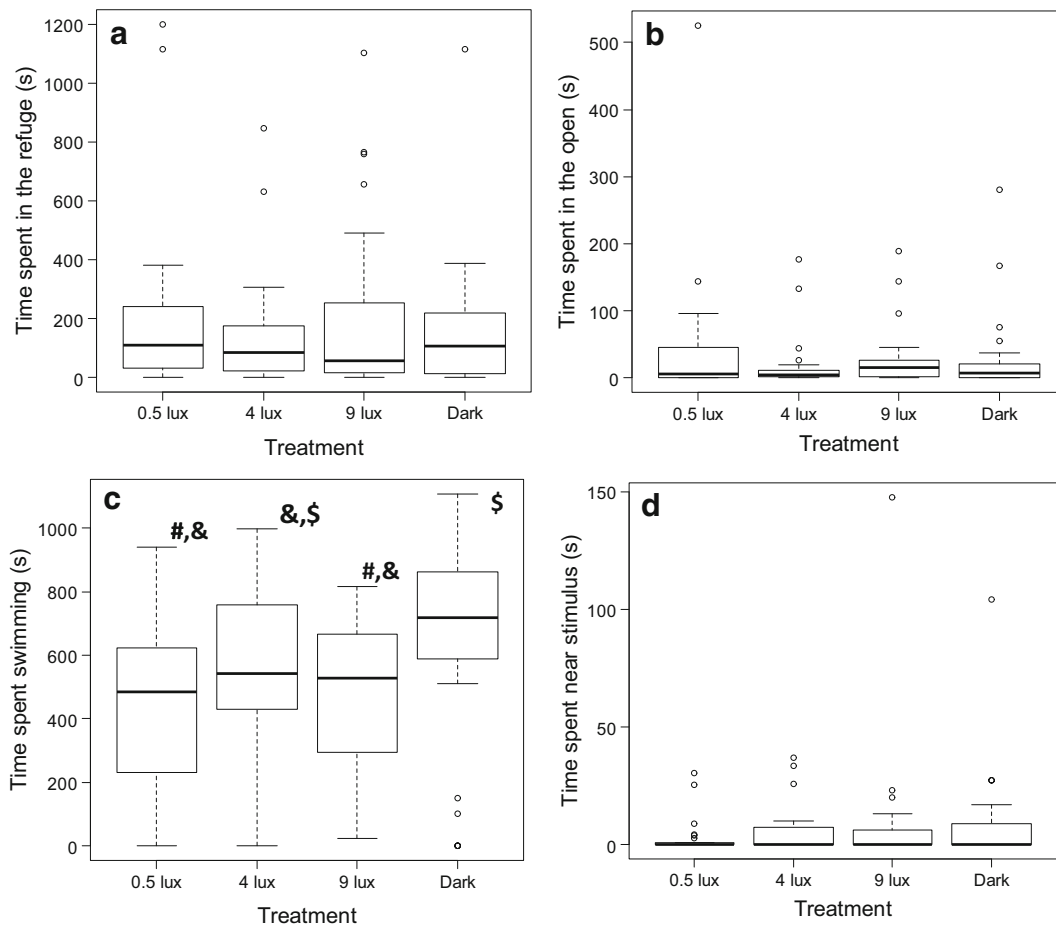 a
Time spent in the refuge (s)
1200
1000
800
600
400
200
0
0.5 lux 4 lux 9 lux Dark
Treatment
b
Time spent in the open (s)
500
400
300
200
100
0
0.5 lux 4 lux 9 lux Dark
Treatment
c
#,& &,$ #,& $
Time spent swimming (s)
1000
800
600
400
200
0
0.5 lux 4 lux 9 lux Dark
Treatment
d
Time spent near stimulus (s)
150
100
50
0
0.5 lux 4 lux 9 lux Dark
Treatment